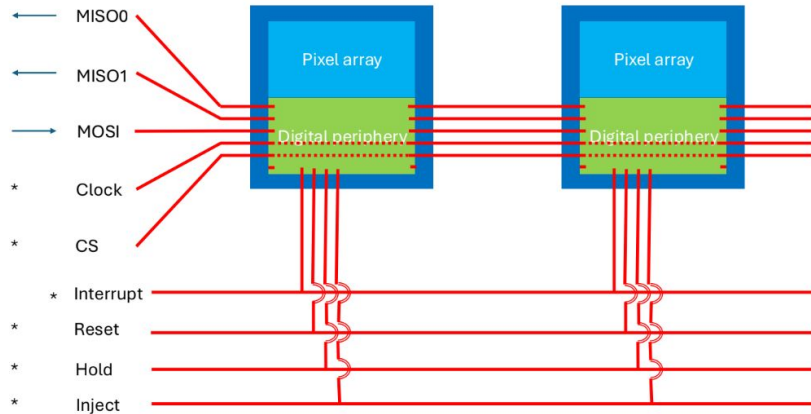 MISO0
MISO1
MOSI
* Clock
* CS
* Interrupt
* Reset
* Hold
* Inject
Pixel array
Digital periphery
Pixel array
Digital periphery